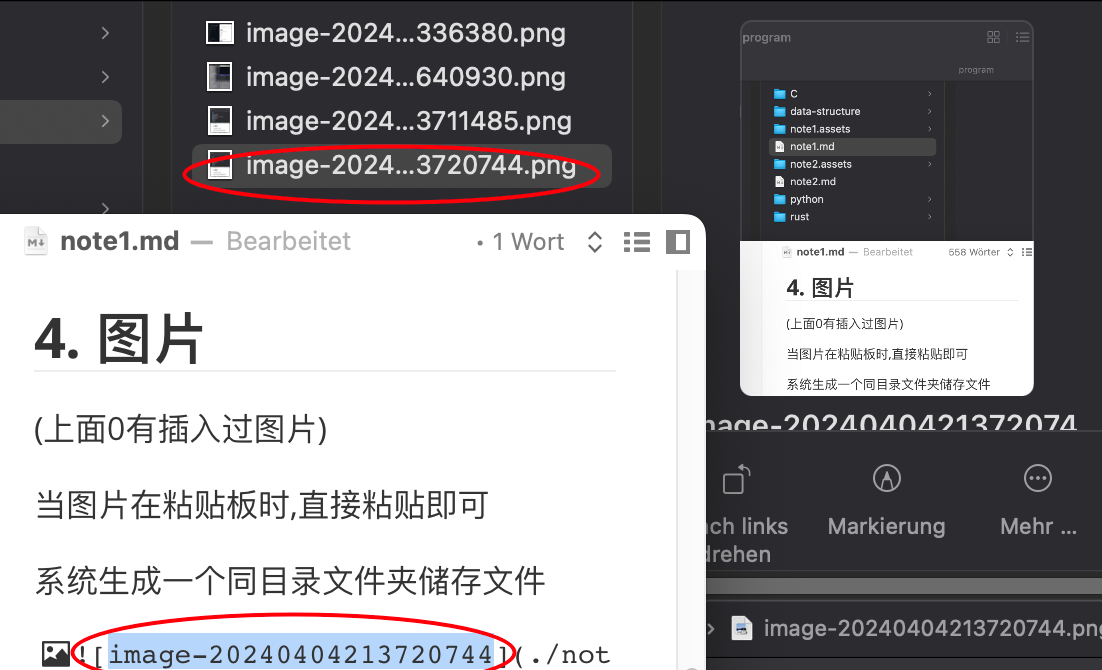 image-2024...336380.png
image-2024...640930.png
image-2024...3711485.png
image-2024...3720744.png
program
program
C
data-structure
note1.assets
note1.md
note2.assets
note2.md
python
rust
note1.md — Bearbeitet 558 Wörter
4. 图片
(上面0有插入过图片)
当图片在粘贴板时,直接粘贴即可
系统生成一个同目录文件夹储存文件
mage-2024040421372074
ch links
drehen
Markierung
Mehr ...
image-20240404213720744.png
note1.md — Bearbeitet • 1 Wort
4. 图片
(上面0有插入过图片)
当图片在粘贴板时,直接粘贴即可
系统生成一个同目录文件夹储存文件
![image-20240404213720744](./not